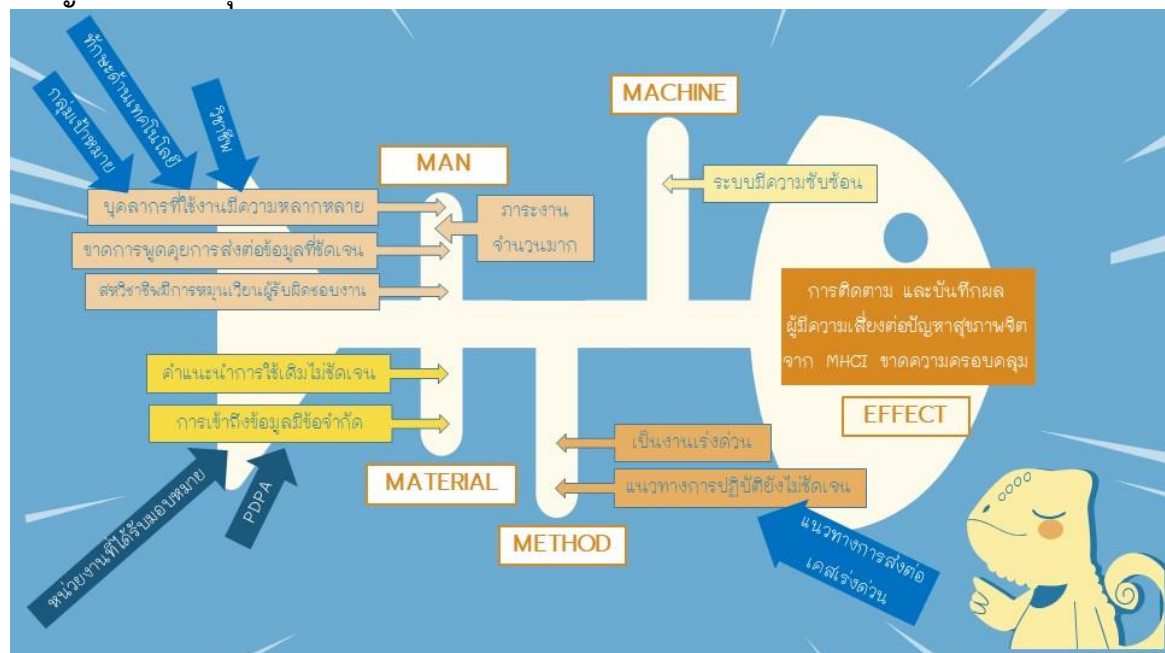 ทักษะด้านเทคโนโลยี
กลุ่มเป้าหมาย
วิชาชีพ
MAN
MACHINE
บุคลากรที่ใช้งานมีความหลากหลาย
ขาดการพูดคุยการส่งต่อข้อมูลที่ชัดเจน
สหวิชาชีพมีการหมุนเวียนผู้รับผิดชอบงาน
ภาระงาน
จำนวนมาก
ระบบมีความซับซ้อน
การติดตาม และบันทึกผล
ผู้มีความเสี่ยงต่อปัญหาสุขภาพจิต
จาก MHCI ขาดความครอบคลุม
EFFECT
คำแนะนำการใช้เดิมไม่ชัดเจน
การเข้าถึงข้อมูลมีข้อจำกัด
MATERIAL
หน่วยงานที่ได้รับมอบหมาย
PDPA
เป็นงานเร่งด่วน
แนวทางการปฏิบัติยังไม่ชัดเจน
METHOD
แนวทางการส่งต่อ
เคสเร่งด่วน